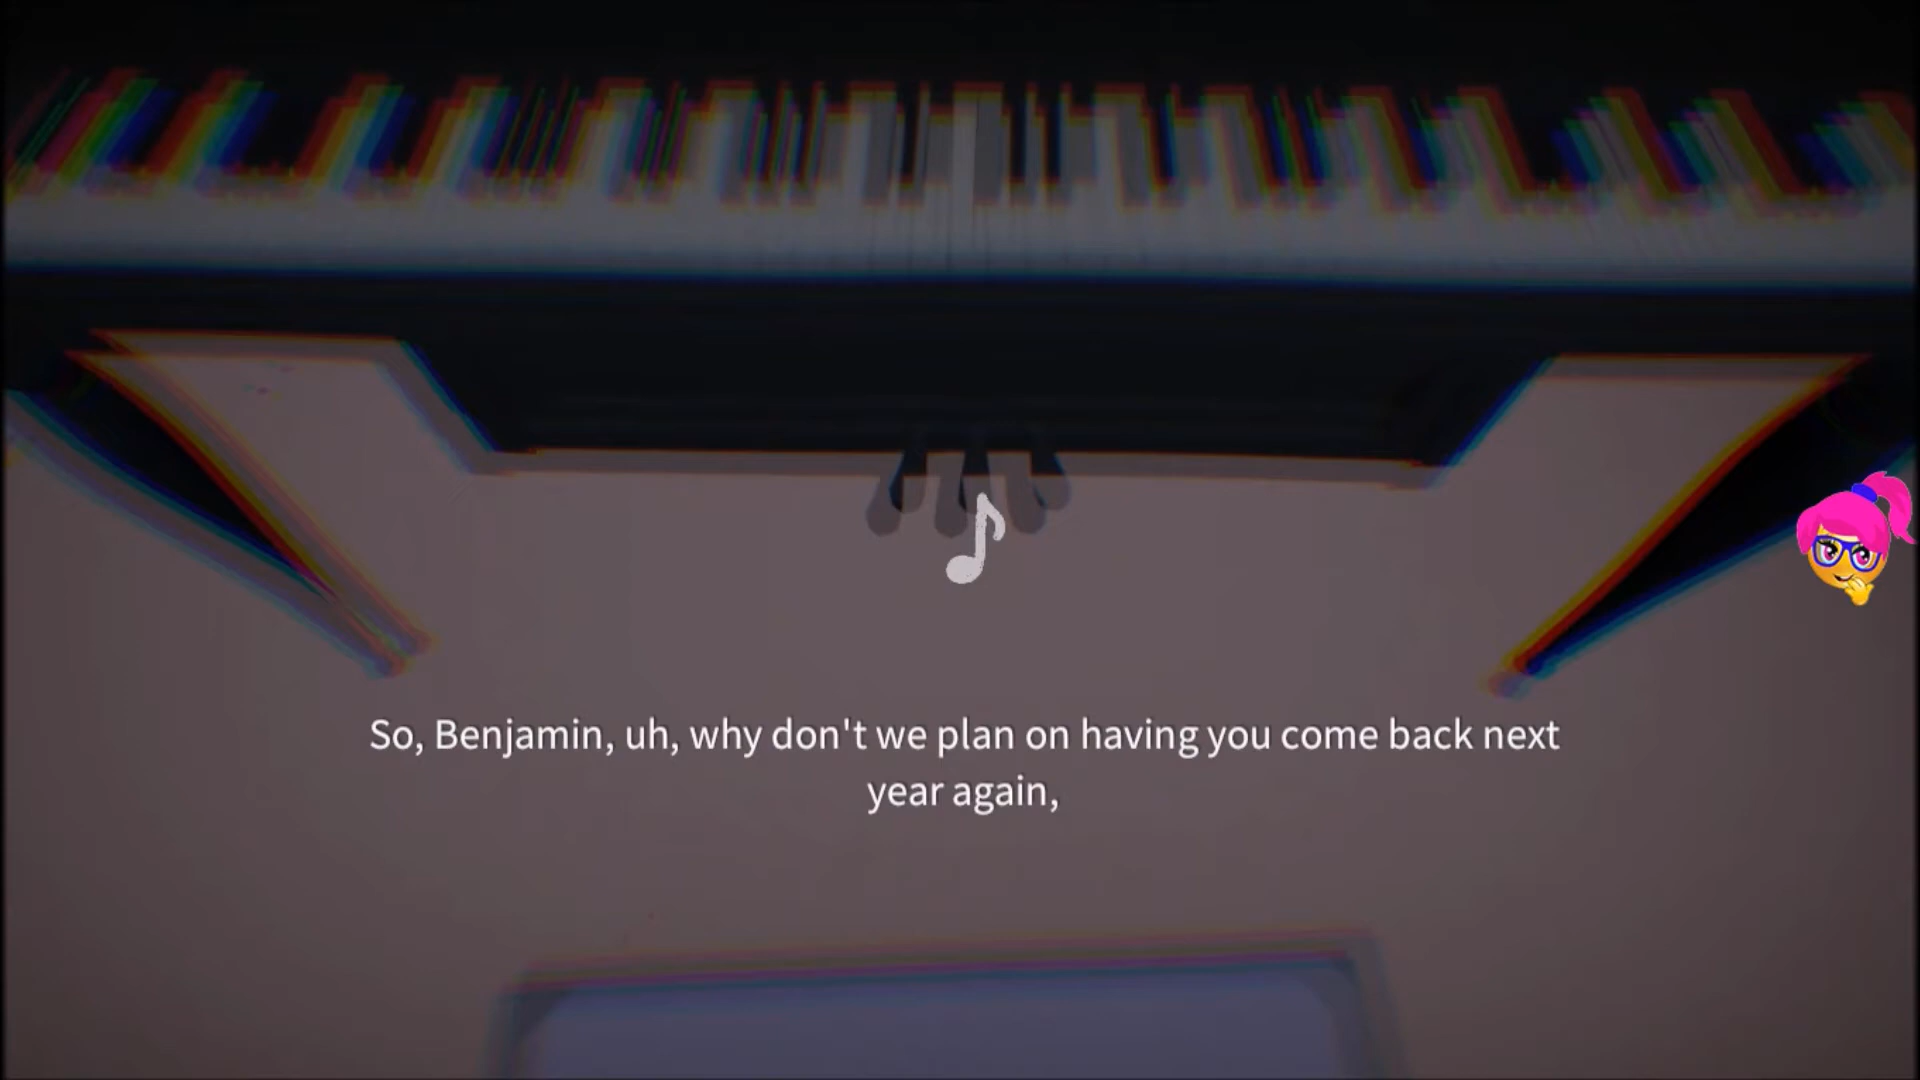 So, Benjamin, uh, why don't we plan on having you come back next
year again,